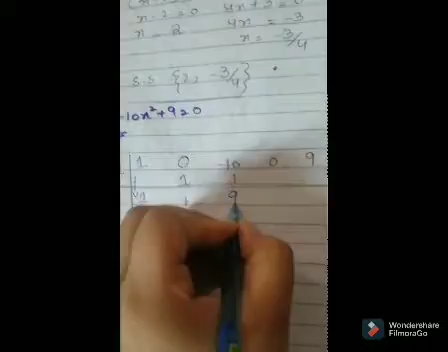 x - 2 = 0 4x + 3 = 0
x = 2 4x = -3
x = -3/4
S.S {2, -3/4}
-10x² + 9 = 0
1 0 -10 0 9
1 1
1 9
Wondershare
FilmoraGo